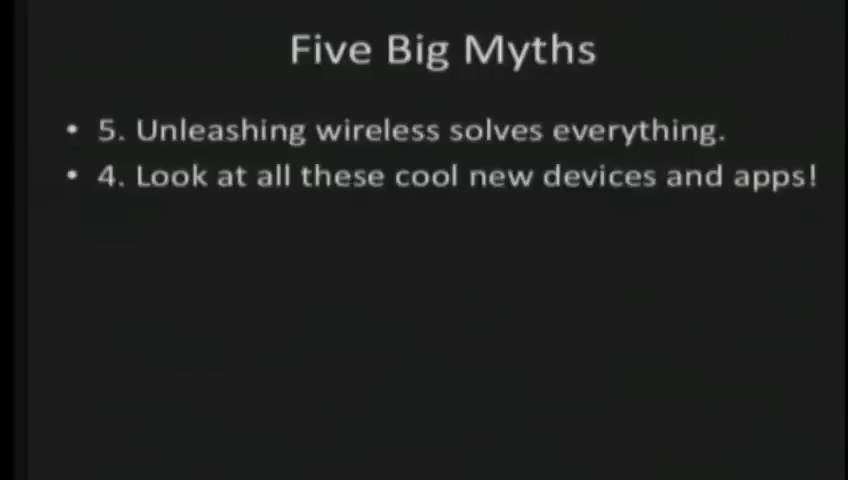 Five Big Myths
• 5. Unleashing wireless solves everything.
• 4. Look at all these cool new devices and apps!